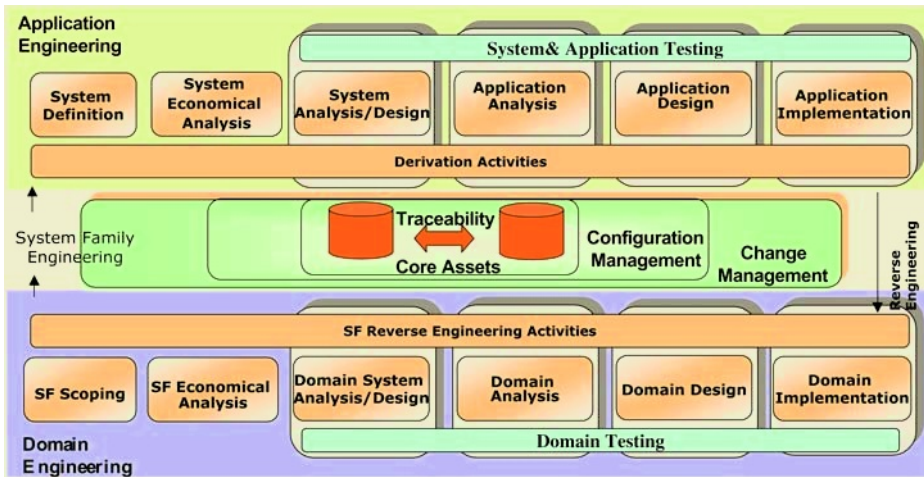 Application
Engineering
System& Application Testing
System
Definition
System
Economical
Analysis
System
Analysis/Design
Application
Analysis
Application
Design
Application
Implementation
Derivation Activities
System Family
Engineering
Traceability
Core Assets
Configuration
Management
Change
Management
Reverse
Engineering
SF Reverse Engineering Activities
SF Scoping
SF Economical
Analysis
Domain System
Analysis/Design
Domain
Analysis
Domain Design
Domain
Implementation
Domain Testing
Domain
Engineering